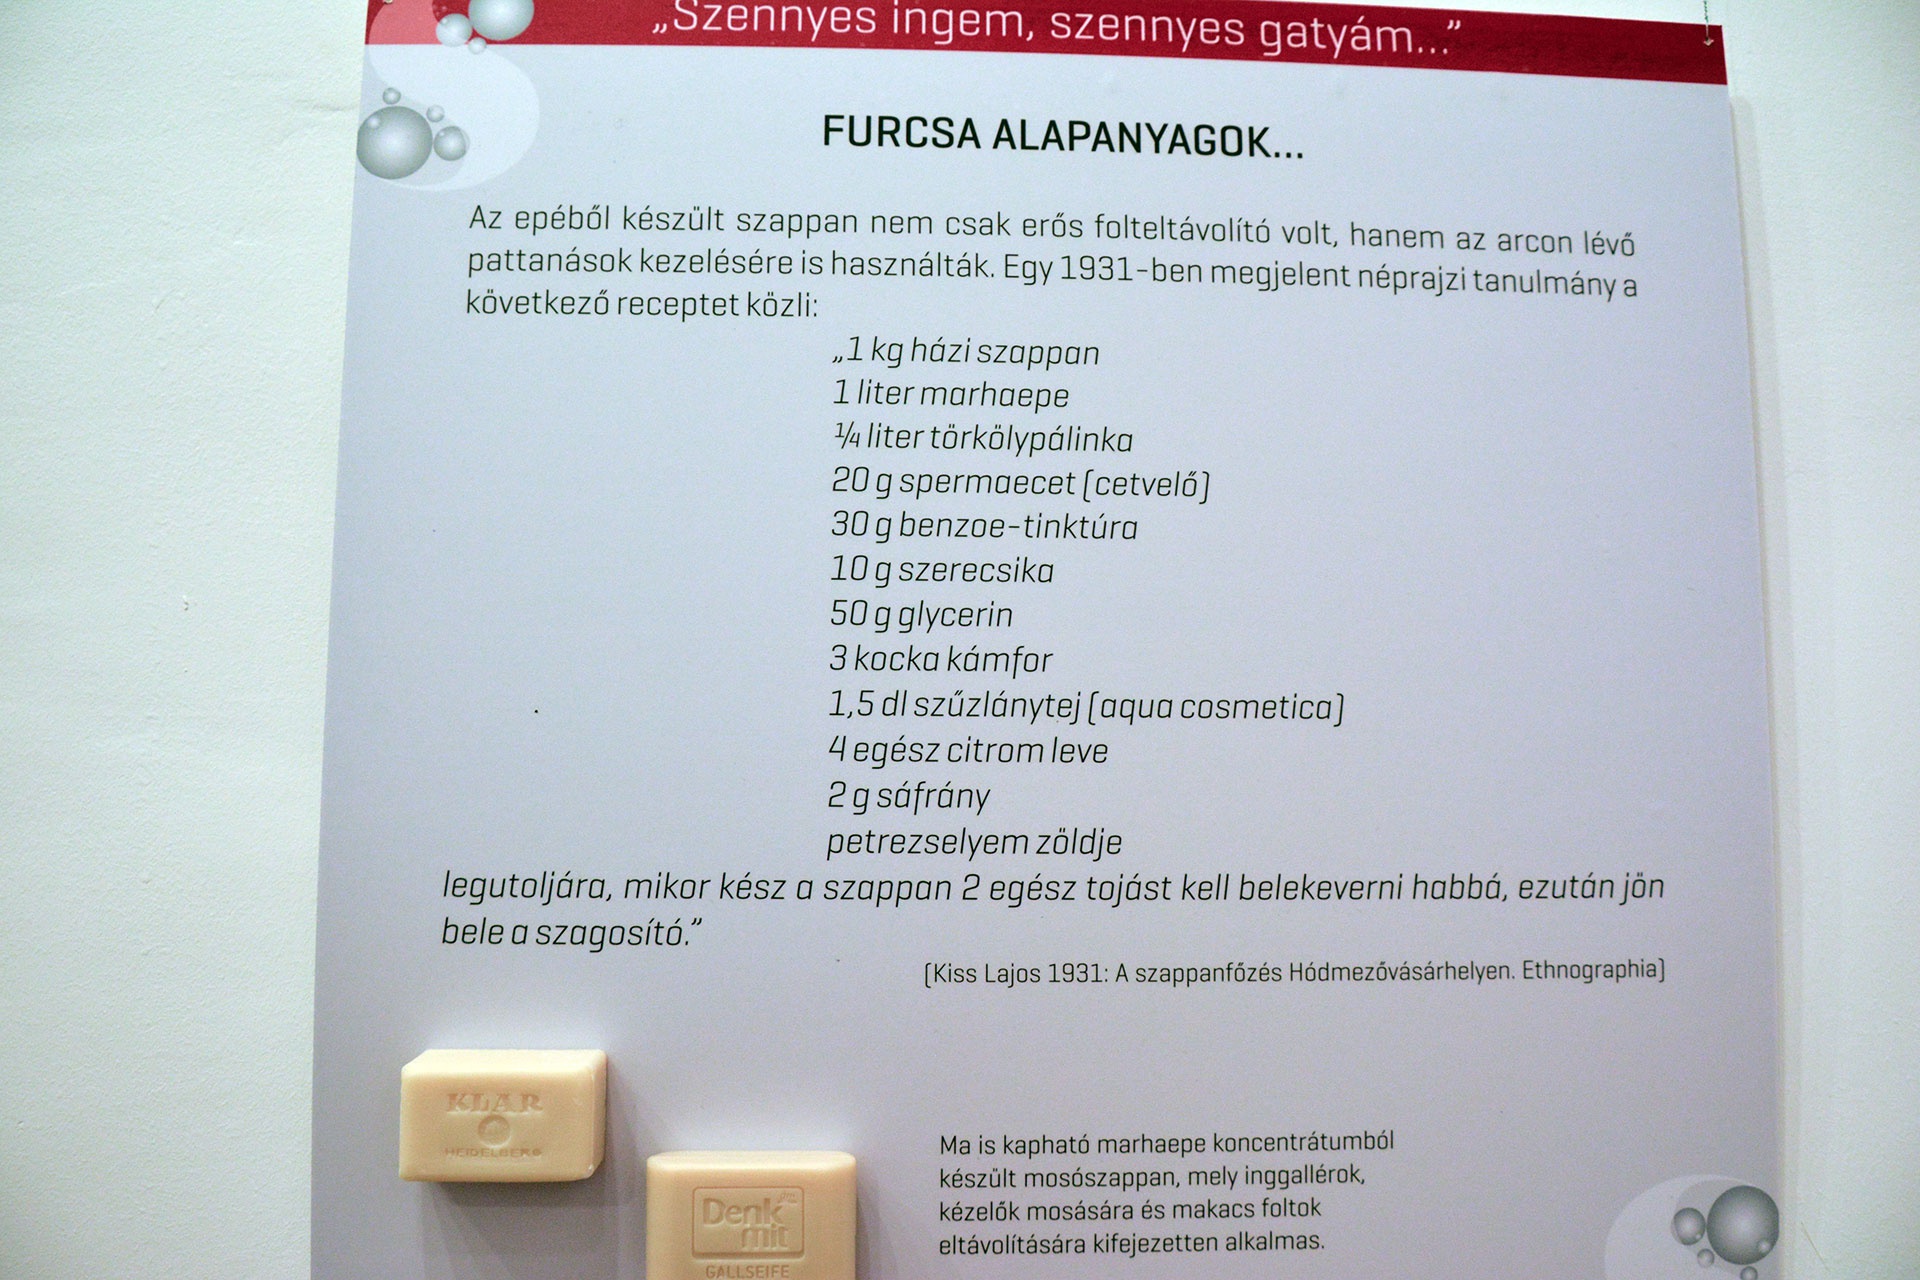 „Szennyes ingem, szennyes gatyám...”
FURCSA ALAPANYAGOK...
Az epéből készült szappan nem csak erős folteltávolító volt, hanem az arcon lévő
pattanások kezelésére is használták. Egy 1931-ben megjelent néprajzi tanulmány a
következő receptet közli:
„1 kg házi szappan
1 liter marhaepe
¼ liter törkölypálinka
20 g spermaecet (cetvelő)
30 g benzoe-tinktúra
10 g szerecsika
50 g glycerin
3 kocka kámfor
1,5 dl szűzlánytej (aqua cosmetica)
4 egész citrom leve
2 g sáfrány
petrezselyem zöldje
legutoljára, mikor kész a szappan 2 egész tojást kell belekeverni habbá, ezután jön
bele a szagosító.”
(Kiss Lajos 1931: A szappanfőzés Hódmezővásárhelyen. Ethnographia)
KLAR
HEIDELBERG
Denk
mit
GALLSEIFE
Ma is kapható marhaepe koncentrátumból
készült mosószappan, mely inggallérok,
kézelők mosására és makacs foltok
eltávolítására kifejezetten alkalmas.